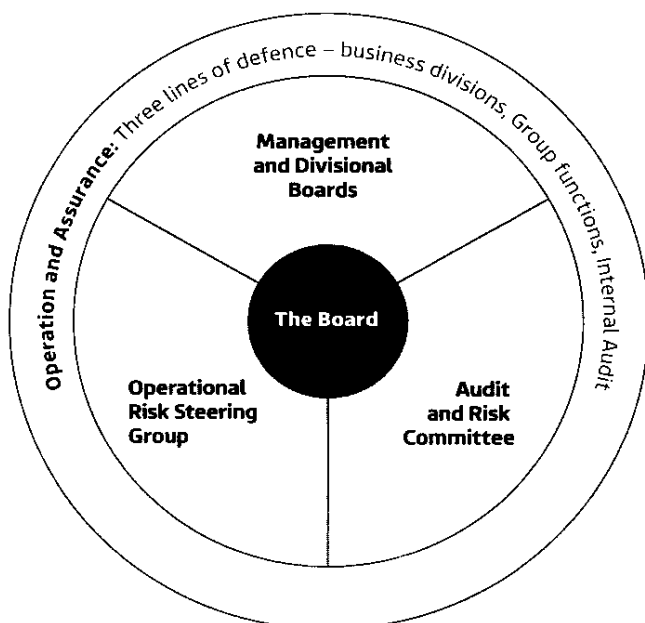 Operation and Assurance: Three lines of defence – business divisions, Group functions, Internal Audit
Management
and Divisional
Boards
The Board
Operational
Risk Steering
Group
Audit
and Risk
Committee